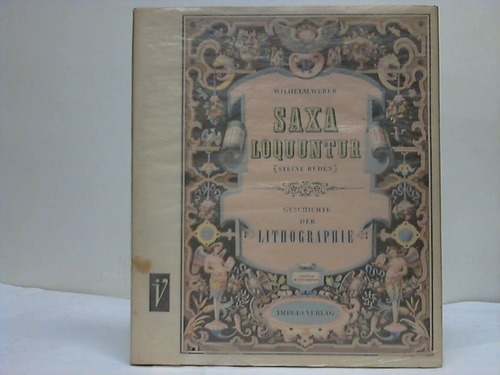 WILHELM WEBER
SAXA
LOQUUNTUR
[STEINE REDEN]
GESCHICHTE
DER
LITHOGRAPHIE
IMPULS VERLAG